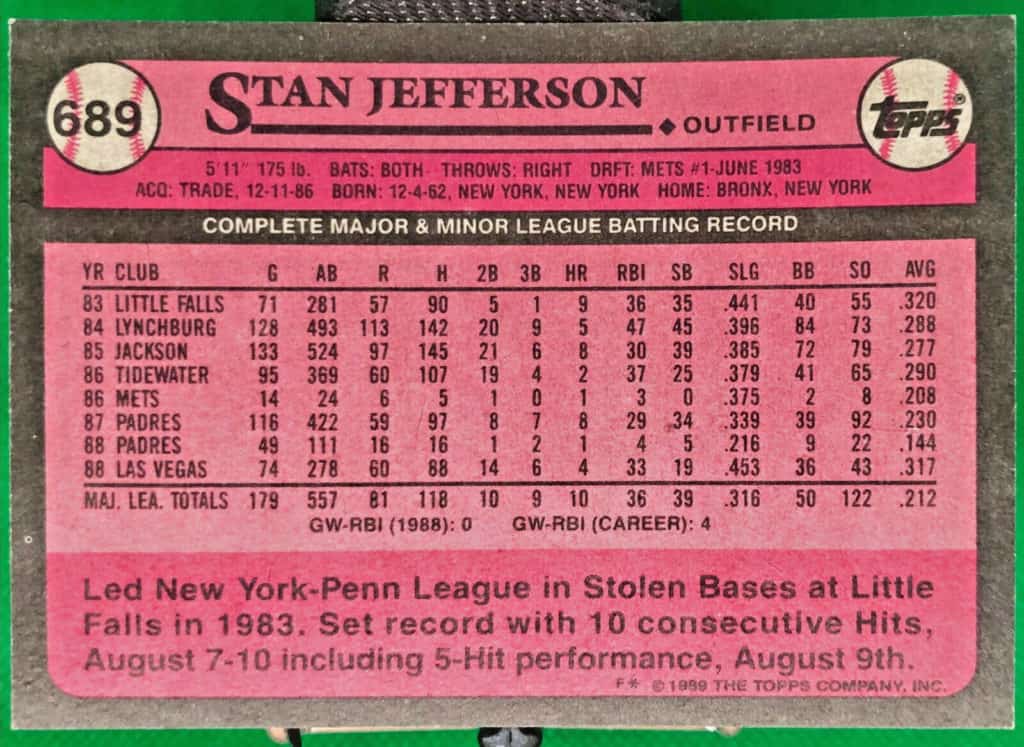 689
STAN JEFFERSON
◆ OUTFIELD
TOPPS®
5'11" 175 lb. BATS: BOTH THROWS: RIGHT DRFT: METS #1-JUNE 1983
ACQ: TRADE, 12-11-86 BORN: 12-4-62, NEW YORK, NEW YORK HOME: BRONX, NEW YORK
COMPLETE MAJOR & MINOR LEAGUE BATTING RECORD
YR CLUB G AB R H 2B 3B HR RBI SB SLG BB SO AVG
83 LITTLE FALLS 71 281 57 90 5 1 9 36 35 .441 40 55 .320
84 LYNCHBURG 128 493 113 142 20 9 5 47 45 .396 84 73 .288
85 JACKSON 133 524 97 145 21 6 8 30 39 .385 72 79 .277
86 TIDEWATER 95 369 60 107 19 4 2 37 25 .379 41 65 .290
86 METS 14 24 6 5 1 0 1 3 0 .375 2 8 .208
87 PADRES 116 422 59 97 8 7 8 29 34 .339 39 92 .230
88 PADRES 49 111 16 16 1 2 1 4 5 .216 9 22 .144
88 LAS VEGAS 74 278 60 88 14 6 4 33 19 .453 36 43 .317
MAJ. LEA. TOTALS 179 557 81 118 10 9 10 36 39 .316 50 122 .212
GW-RBI (1988): 0 GW-RBI (CAREER): 4
Led New York-Penn League in Stolen Bases at Little
Falls in 1983. Set record with 10 consecutive Hits,
August 7-10 including 5-Hit performance, August 9th.
F* © 1989 THE TOPPS COMPANY, INC.